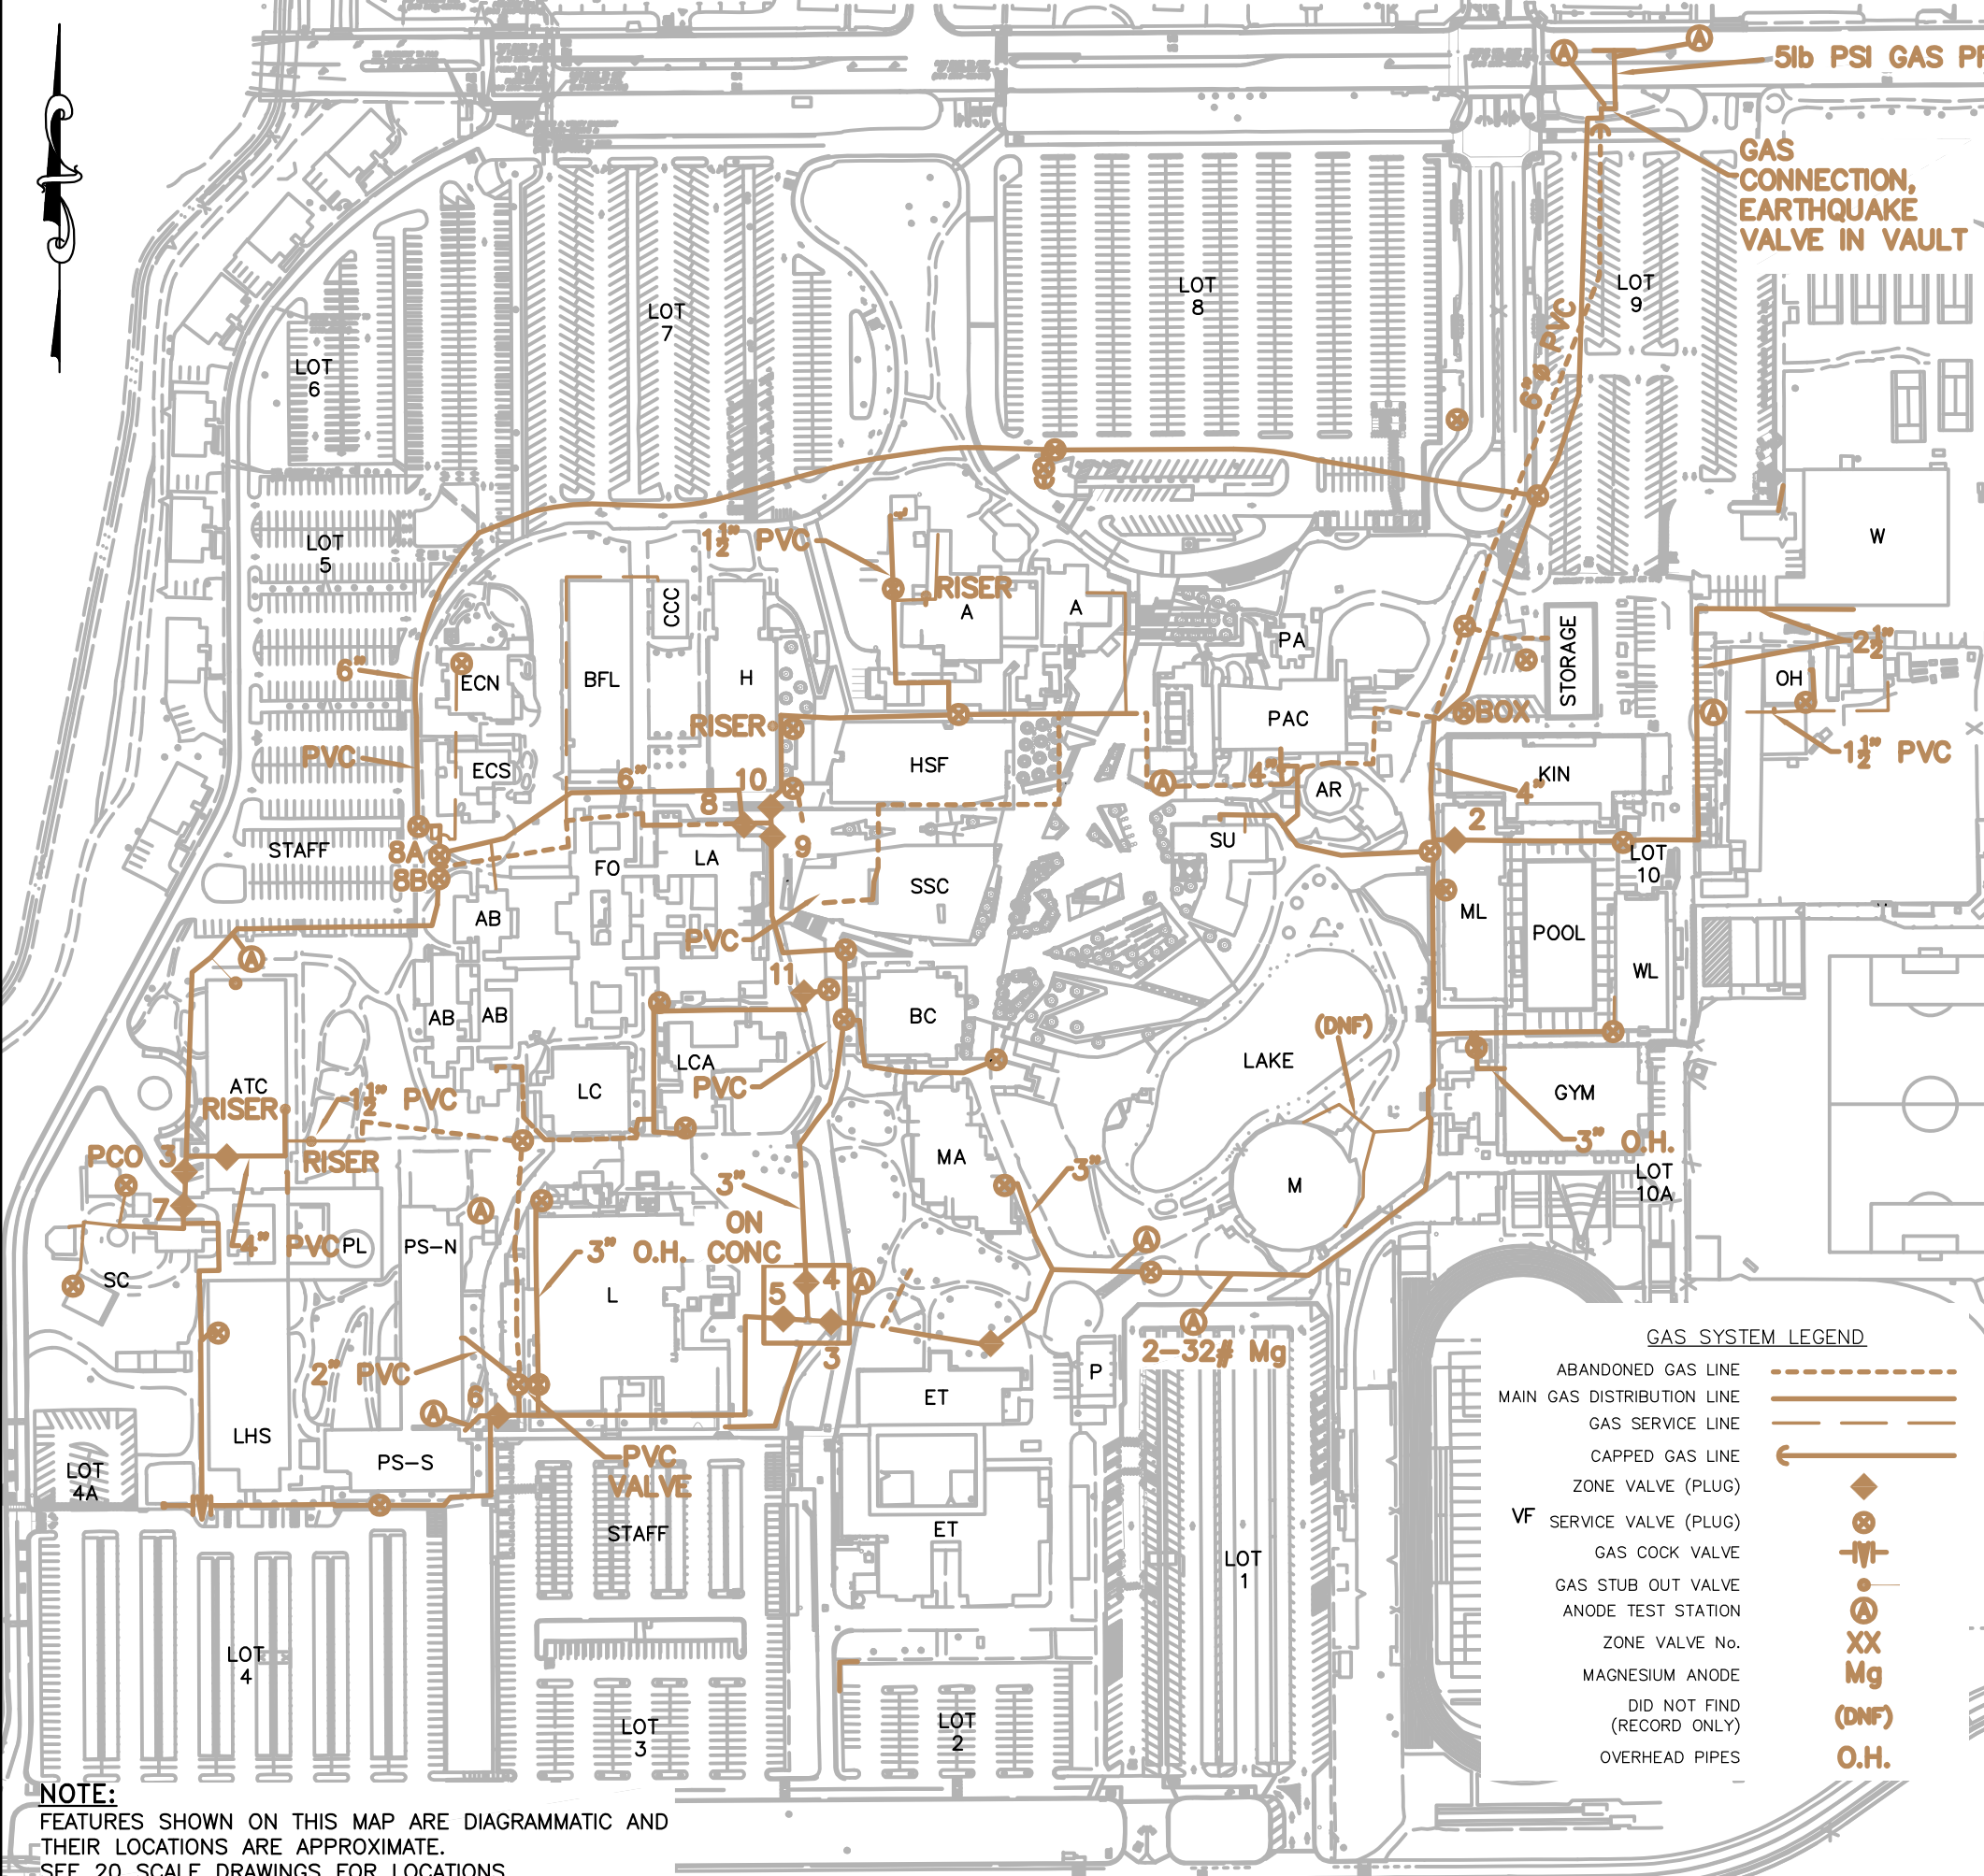 5lb PSI GAS
GAS
CONNECTION,
EARTHQUAKE
VALVE IN VAULT
LOT
9
LOT
8
LOT
7
LOT
6
6" PVC
LOT
5
W
1½" PVC
RISER
A
A
CCC
BFL
H
ECN
PA
STORAGE
2½"
OH
6"
PAC
BOX
RISER
PVC
ECS
HSF
1½" PVC
KIN
4"
4"
AR
6"
10
8
2
9
SU
STAFF
8A
8B
LA
FO
SSC
LOT
10
AB
ML
POOL
WL
PVC
11
AB
AB
BC
(DNF)
LAKE
LCA
PVC
LC
ATC
RISER
1½" PVC
GYM
3" O.H.
PCO
3
RISER
MA
3"
M
LOT
10A
7
3"
ON
CONC
4" PVC
PL
PS-N
3" O.H.
SC
L
5
4
3
2-32# Mg
2" PVC
6
P
ET
LHS
PS-S
PVC
VALVE
LOT
4A
STAFF
ET
LOT
1
LOT
4
LOT
3
LOT
2
GAS SYSTEM LEGEND
ABANDONED GAS LINE
MAIN GAS DISTRIBUTION LINE
GAS SERVICE LINE
CAPPED GAS LINE
ZONE VALVE (PLUG)
VF SERVICE VALVE (PLUG)
GAS COCK VALVE
GAS STUB OUT VALVE
ANODE TEST STATION A
ZONE VALVE No. XX
MAGNESIUM ANODE Mg
DID NOT FIND
(RECORD ONLY) (DNF)
OVERHEAD PIPES O.H.
NOTE:
FEATURES SHOWN ON THIS MAP ARE DIAGRAMMATIC AND
THEIR LOCATIONS ARE APPROXIMATE.
SEE 20 SCALE DRAWINGS FOR LOCATIONS